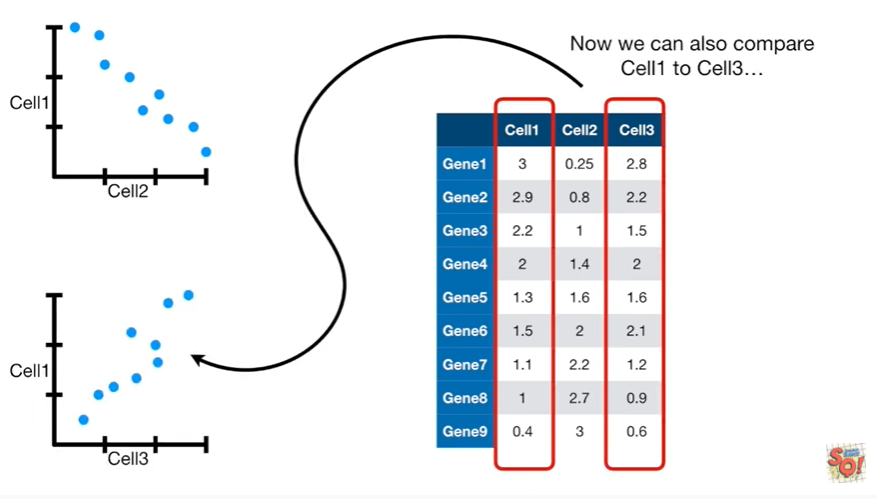 Now we can also compare
Cell1 to Cell3...
Cell1
Cell2
Cell1 Cell2 Cell3
Gene1 3 0.25 2.8
Gene2 2.9 0.8 2.2
Gene3 2.2 1 1.5
Gene4 2 1.4 2
Gene5 1.3 1.6 1.6
Gene6 1.5 2 2.1
Gene7 1.1 2.2 1.2
Gene8 1 2.7 0.9
Gene9 0.4 3 0.6
Cell1
Cell3
SQ!